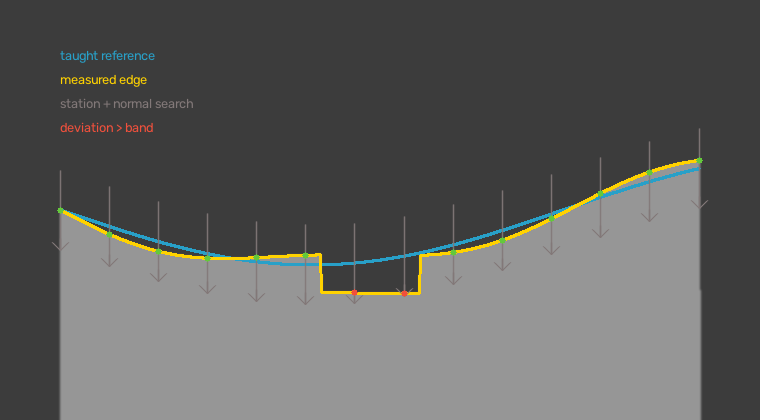 taught reference
measured edge
station + normal search
deviation > band